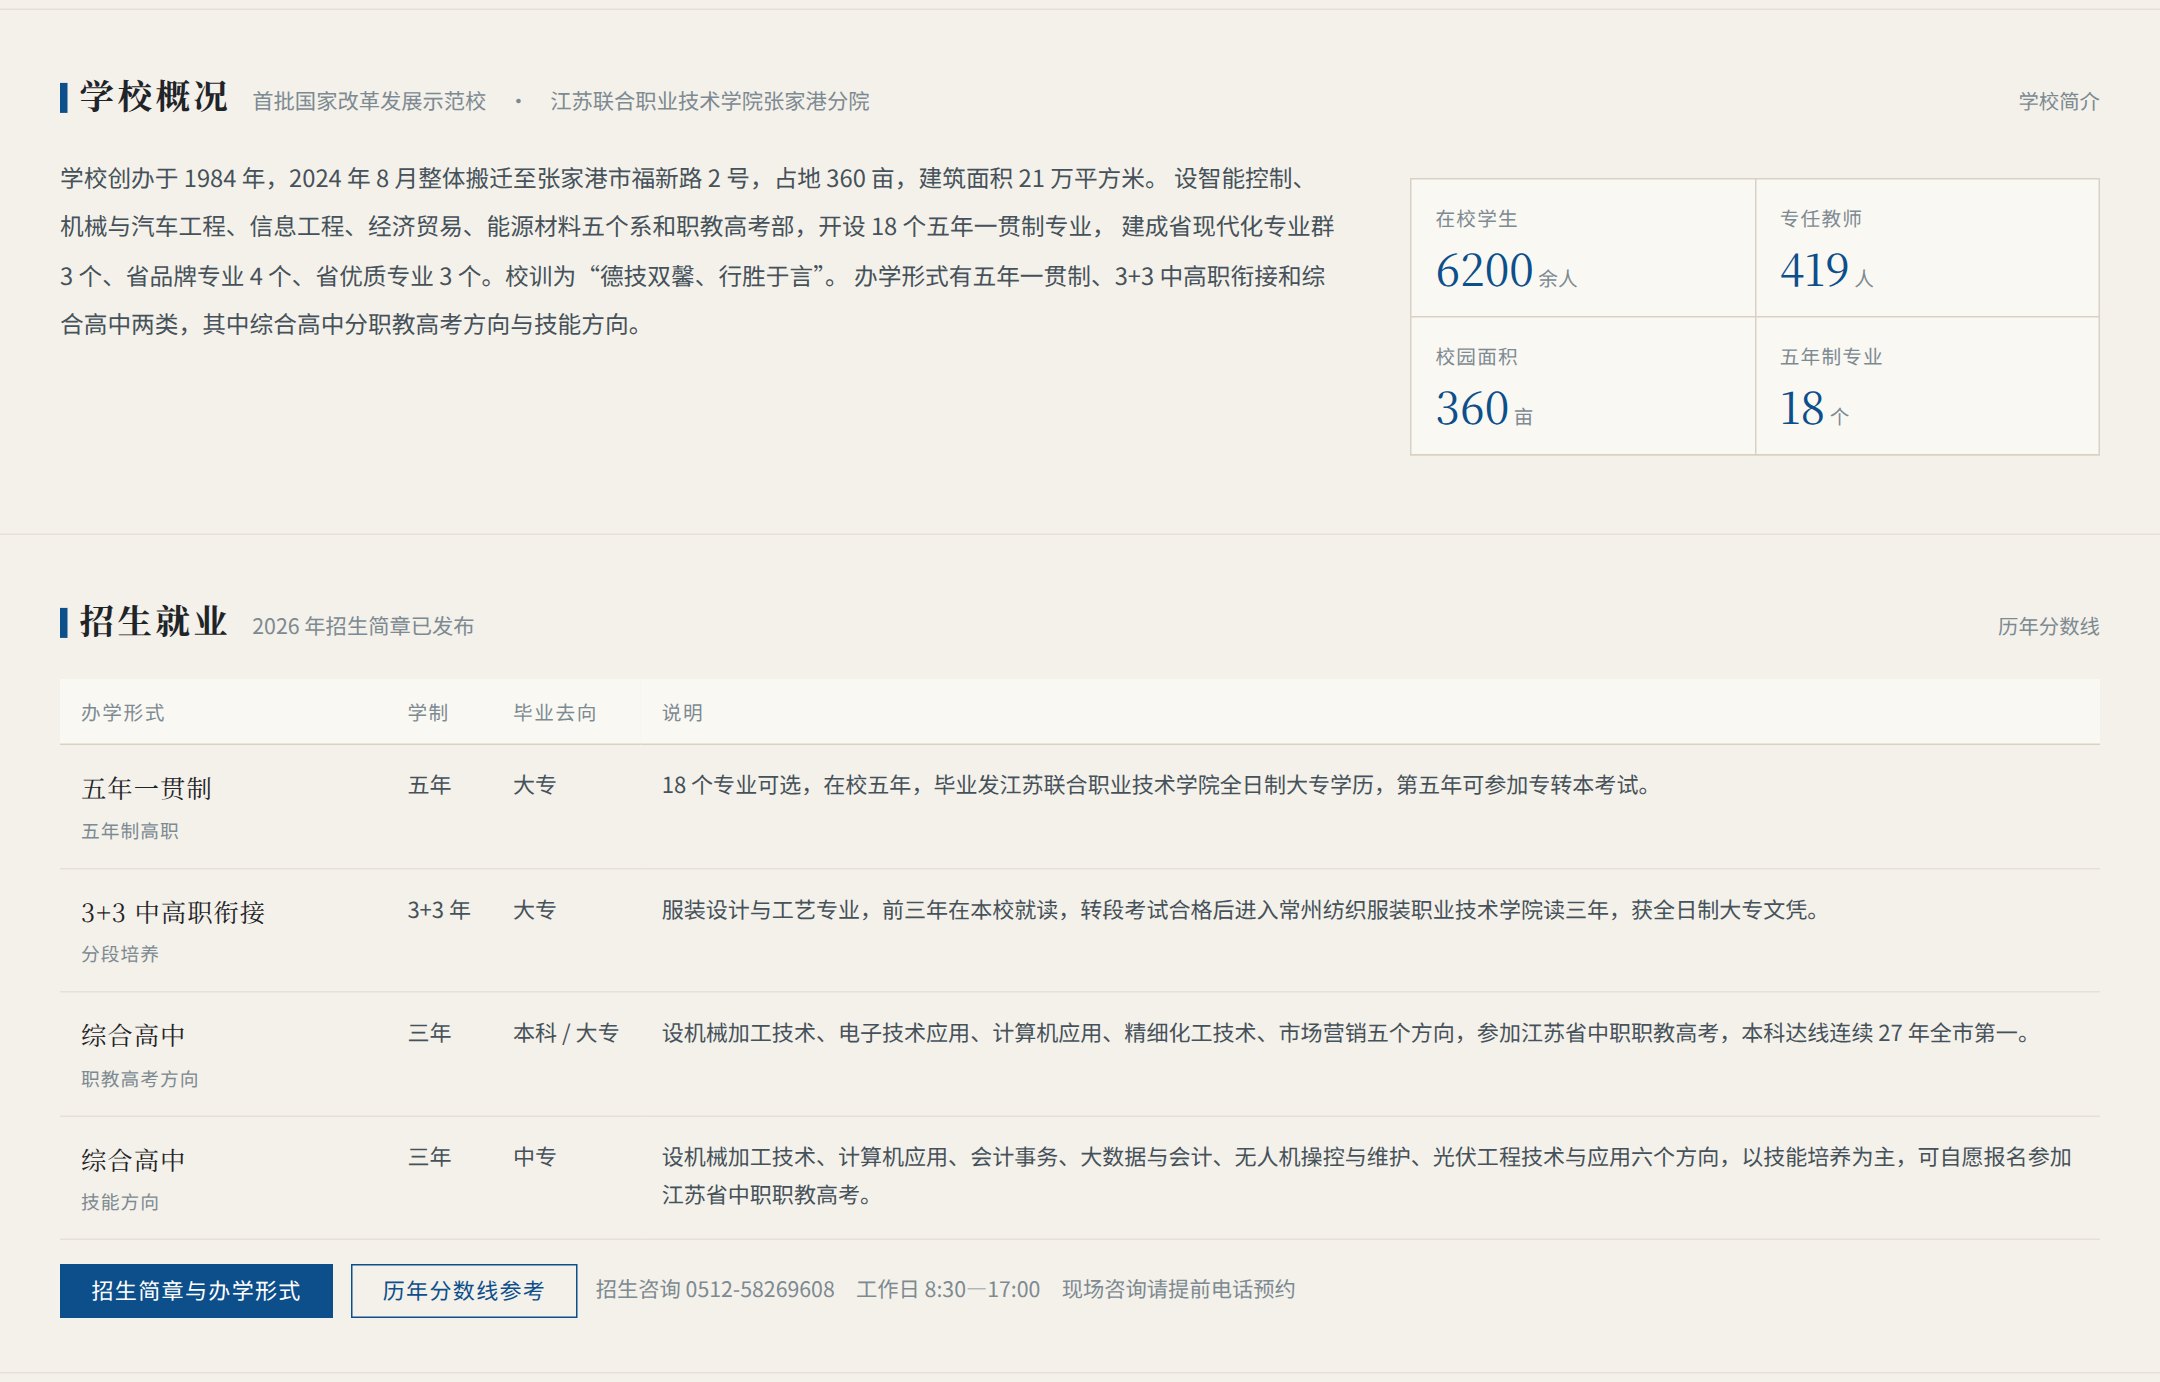 学校概况 首批国家改革发展示范校 · 江苏联合职业技术学院张家港分院 学校简介
学校创办于 1984 年，2024 年 8 月整体搬迁至张家港市福新路 2 号，占地 360 亩，建筑面积 21 万平方米。 设智能控制、
机械与汽车工程、信息工程、经济贸易、能源材料五个系和职教高考部，开设 18 个五年一贯制专业， 建成省现代化专业群
3 个、省品牌专业 4 个、省优质专业 3 个。校训为“德技双馨、行胜于言”。 办学形式有五年一贯制、3+3 中高职衔接和综
合高中两类，其中综合高中分职教高考方向与技能方向。
在校学生
6200 余人
专任教师
419 人
校园面积
360 亩
五年制专业
18 个
招生就业 2026 年招生简章已发布 历年分数线
办学形式 学制 毕业去向 说明
五年一贯制 五年 大专 18 个专业可选，在校五年，毕业发江苏联合职业技术学院全日制大专学历，第五年可参加专转本考试。
五年制高职
3+3 中高职衔接 3+3 年 大专 服装设计与工艺专业，前三年在本校就读，转段考试合格后进入常州纺织服装职业技术学院读三年，获全日制大专文凭。
分段培养
综合高中 三年 本科 / 大专 设机械加工技术、电子技术应用、计算机应用、精细化工技术、市场营销五个方向，参加江苏省中职职教高考，本科达线连续 27 年全市第一。
职教高考方向
综合高中 三年 中专 设机械加工技术、计算机应用、会计事务、大数据与会计、无人机操控与维护、光伏工程技术与应用六个方向，以技能培养为主，可自愿报名参加
江苏省中职职教高考。
技能方向
招生简章与办学形式 历年分数线参考 招生咨询 0512-58269608 工作日 8:30—17:00 现场咨询请提前电话预约